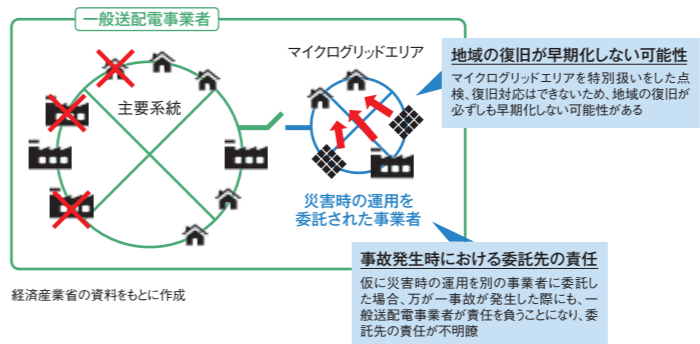 一般送配電事業者
マイクログリッドエリア
主要系統
災害時の運用を
委託された事業者
地域の復旧が早期化しない可能性
マイクログリッドエリアを特別扱いをした点
検、復旧対応はできないため、地域の復旧が
必ずしも早期化しない可能性がある
事故発生時における委託先の責任
仮に災害時の運用を別の事業者に委託し
た場合、万が一事故が発生した際にも、一
般送配電事業者が責任を負うことになり、委
託先の責任が不明瞭
経済産業省の資料をもとに作成